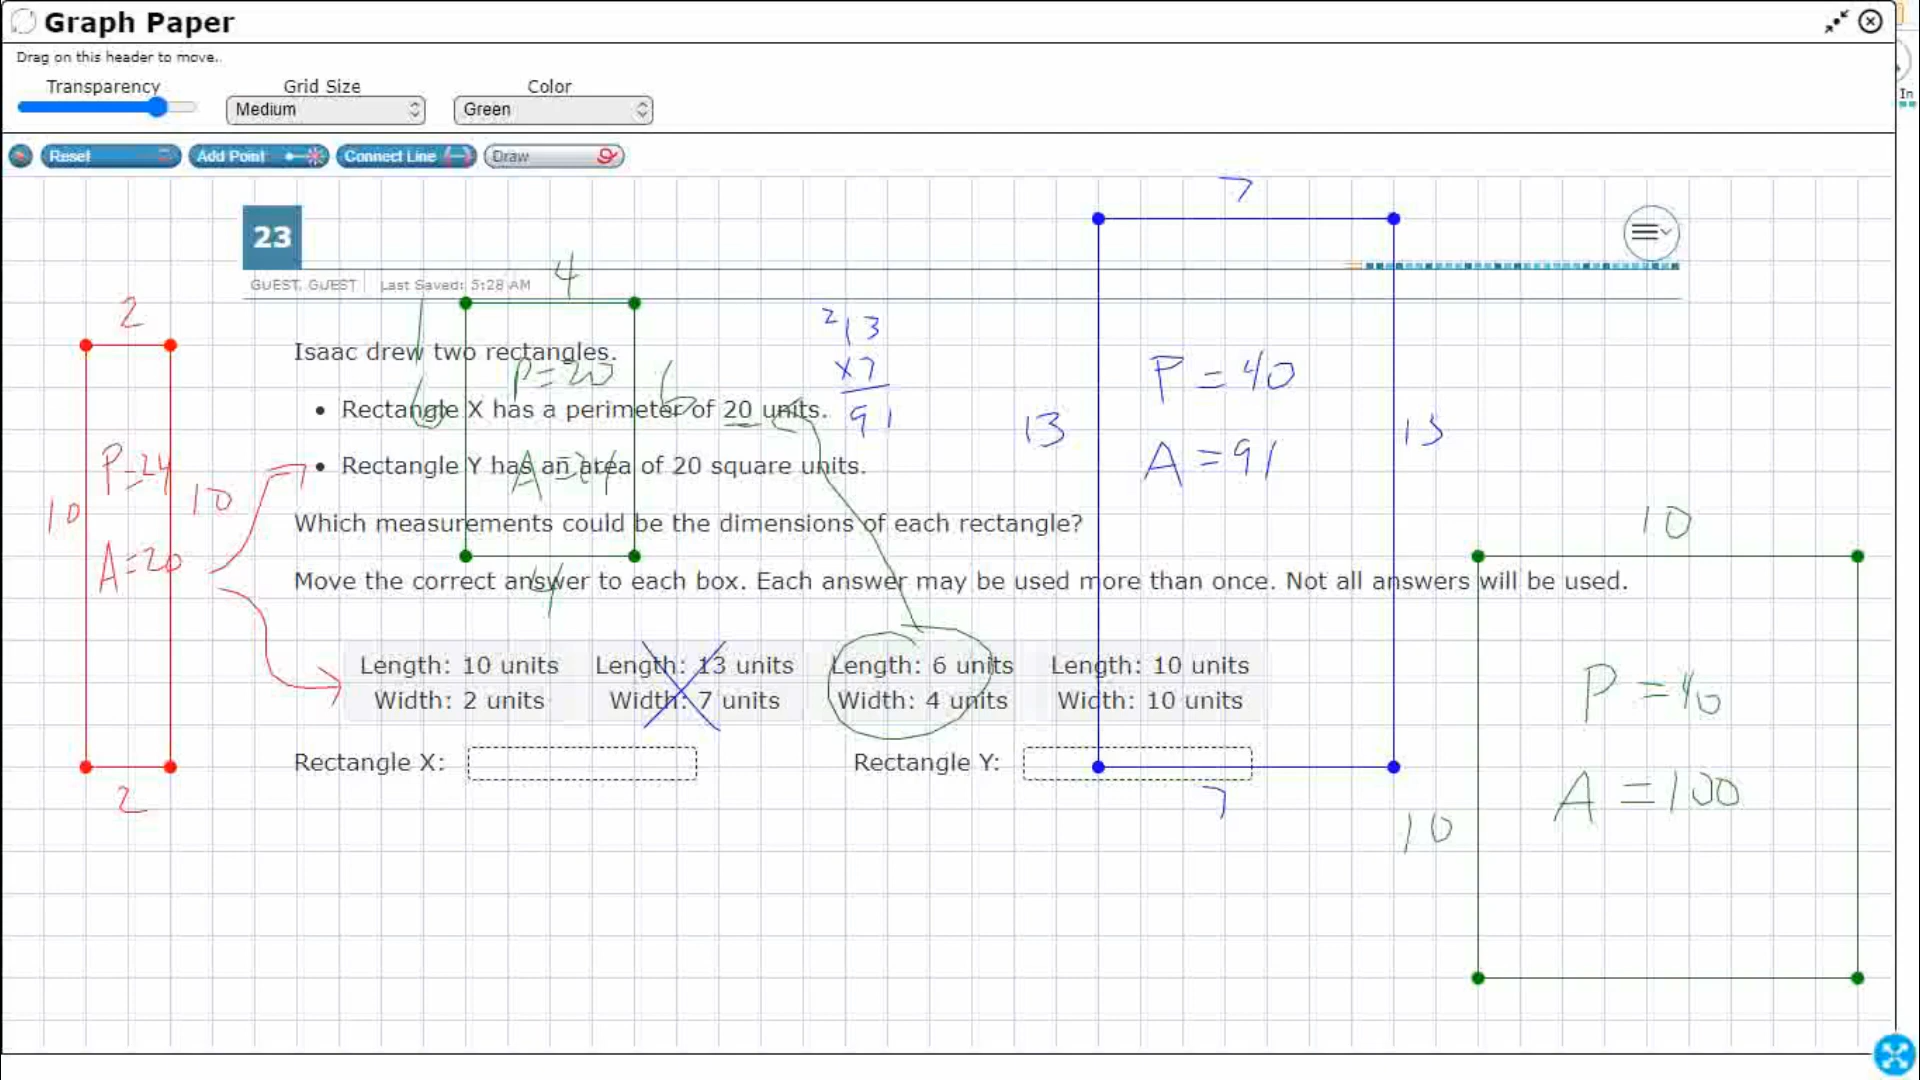 Graph Paper
Drag on this header to move..
Transparency Grid Size Color
Medium Green
Reset Add Point Connect Line Draw
In
7
23
GUEST, GUEST Last Saved: 5:28 AM
4
2
2
13
x7
91
Isaac drew two rectangles.
P=20
6
6
• Rectangle X has a perimeter of 20 units.
• Rectangle Y has an area of 20 square units.
A=24
P=24
10
10
A=20
P=40
13
13
A=91
Which measurements could be the dimensions of each rectangle?
10
Move the correct answer to each box. Each answer may be used more than once. Not all answers will be used.
4
Length: 10 units Length: 13 units Length: 6 units Length: 10 units
Width: 2 units Width: 7 units Width: 4 units Width: 10 units
P=40
Rectangle X: Rectangle Y:
2
7
A=100
10